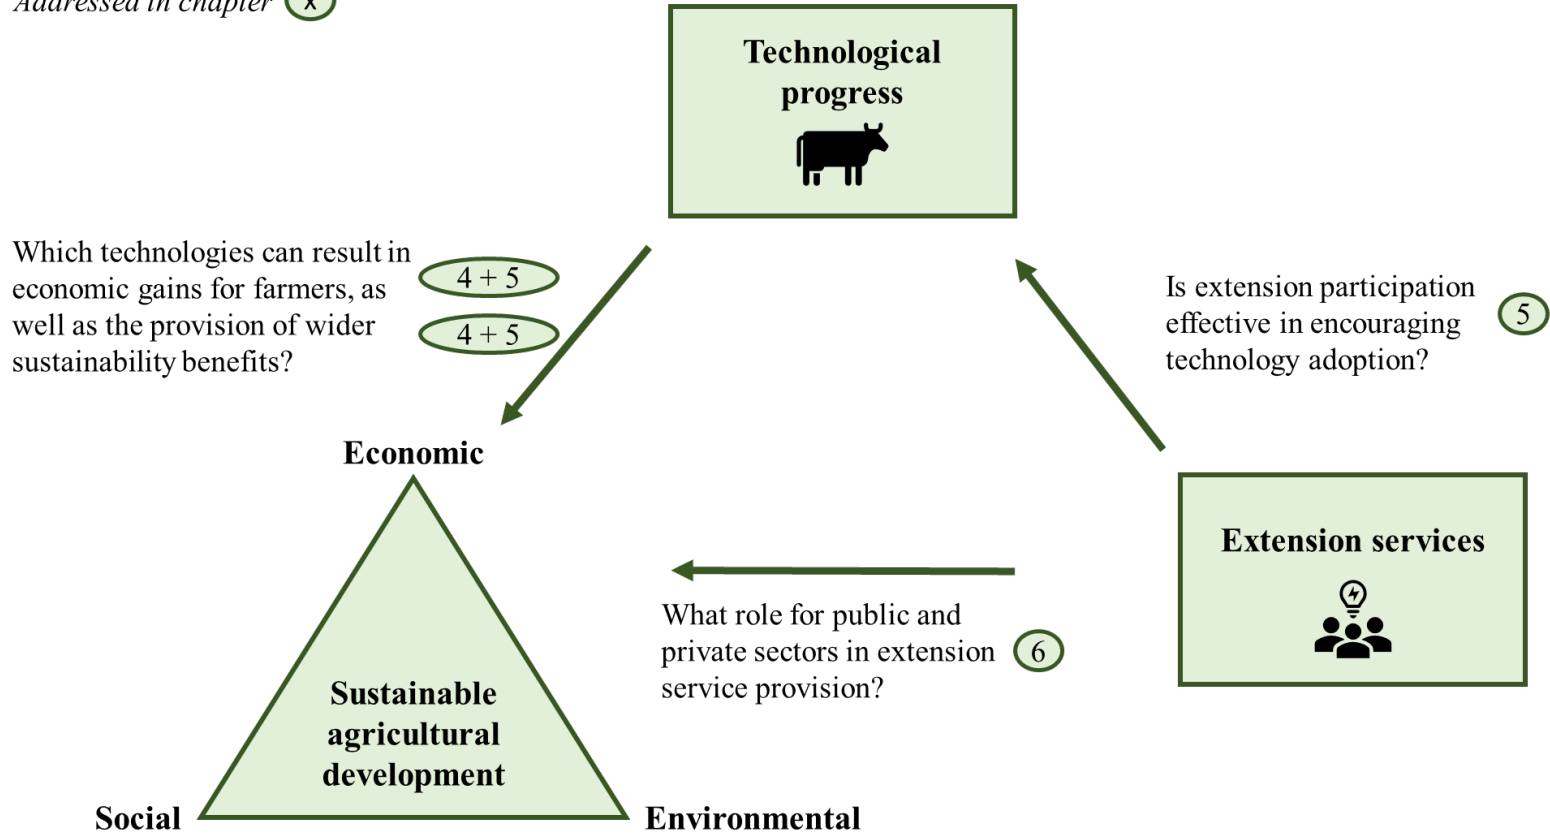 Addressed in chapter x
Technological
progress
Which technologies can result in
economic gains for farmers, as
well as the provision of wider
sustainability benefits?
4 + 5
4 + 5
Is extension participation
effective in encouraging
technology adoption?
5
Economic
Extension services
What role for public and
private sectors in extension
service provision?
6
Sustainable
agricultural
development
Social
Environmental